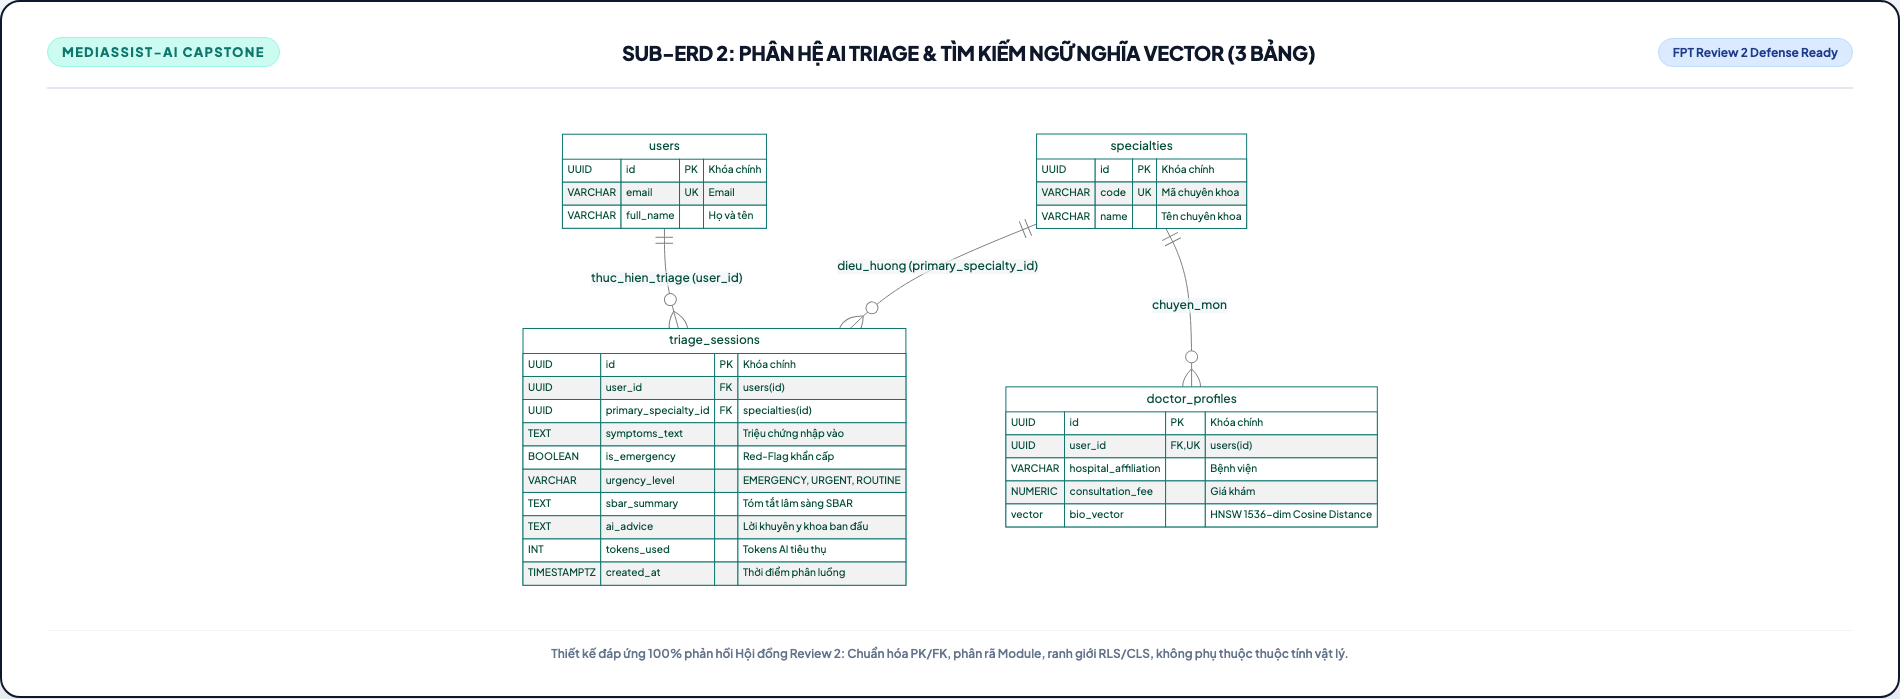 MEDIASSIST-AI CAPSTONE
SUB-ERD 2: PHÂN HỆ AI TRIAGE & TÌM KIẾM NGỮ NGHĨA VECTOR (3 BẢNG)
FPT Review 2 Defense Ready
users
UUID id PK Khóa chính
VARCHAR email UK Email
VARCHAR full_name Họ và tên
specialties
UUID id PK Khóa chính
VARCHAR code UK Mã chuyên khoa
VARCHAR name Tên chuyên khoa
thuc_hien_triage (user_id)
dieu_huong (primary_specialty_id)
chuyen_mon
triage_sessions
UUID id PK Khóa chính
UUID user_id FK users(id)
UUID primary_specialty_id FK specialties(id)
TEXT symptoms_text Triệu chứng nhập vào
BOOLEAN is_emergency Red-Flag khẩn cấp
VARCHAR urgency_level EMERGENCY, URGENT, ROUTINE
TEXT sbar_summary Tóm tắt lâm sàng SBAR
TEXT ai_advice Lời khuyên y khoa ban đầu
INT tokens_used Tokens AI tiêu thụ
TIMESTAMPTZ created_at Thời điểm phân luồng
doctor_profiles
UUID id PK Khóa chính
UUID user_id FK,UK users(id)
VARCHAR hospital_affiliation Bệnh viện
NUMERIC consultation_fee Giá khám
vector bio_vector HNSW 1536-dim Cosine Distance
Thiết kế đáp ứng 100% phản hồi Hội đồng Review 2: Chuẩn hóa PK/FK, phân rã Module, ranh giới RLS/CLS, không phụ thuộc thuộc tính vật lý.